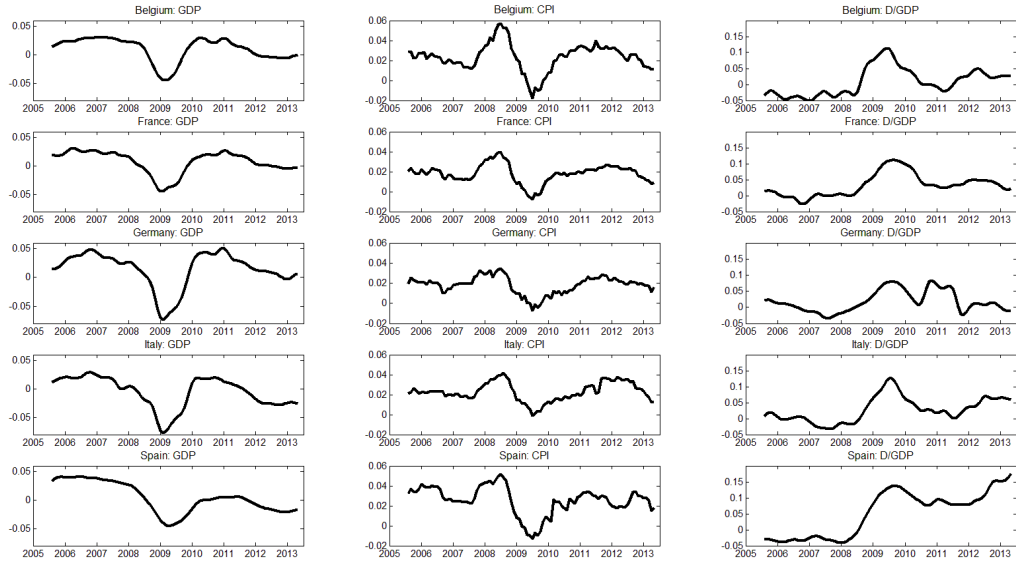 Belgium: GDP
0.05
0
-0.05
2005 2006 2007 2008 2009 2010 2011 2012 2013
Belgium: CPI
0.06
0.04
0.02
0
-0.02
2005 2006 2007 2008 2009 2010 2011 2012 2013
Belgium: D/GDP
0.15
0.1
0.05
0
-0.05
2005 2006 2007 2008 2009 2010 2011 2012 2013
France: GDP
0.05
0
-0.05
2005 2006 2007 2008 2009 2010 2011 2012 2013
France: CPI
0.06
0.04
0.02
0
-0.02
2005 2006 2007 2008 2009 2010 2011 2012 2013
France: D/GDP
0.15
0.1
0.05
0
-0.05
2005 2006 2007 2008 2009 2010 2011 2012 2013
Germany: GDP
0.05
0
-0.05
2005 2006 2007 2008 2009 2010 2011 2012 2013
Germany: CPI
0.06
0.04
0.02
0
-0.02
2005 2006 2007 2008 2009 2010 2011 2012 2013
Germany: D/GDP
0.15
0.1
0.05
0
-0.05
2005 2006 2007 2008 2009 2010 2011 2012 2013
Italy: GDP
0.05
0
-0.05
2005 2006 2007 2008 2009 2010 2011 2012 2013
Italy: CPI
0.06
0.04
0.02
0
-0.02
2005 2006 2007 2008 2009 2010 2011 2012 2013
Italy: D/GDP
0.15
0.1
0.05
0
-0.05
2005 2006 2007 2008 2009 2010 2011 2012 2013
Spain: GDP
0.05
0
-0.05
2005 2006 2007 2008 2009 2010 2011 2012 2013
Spain: CPI
0.06
0.04
0.02
0
-0.02
2005 2006 2007 2008 2009 2010 2011 2012 2013
Spain: D/GDP
0.15
0.1
0.05
0
-0.05
2005 2006 2007 2008 2009 2010 2011 2012 2013